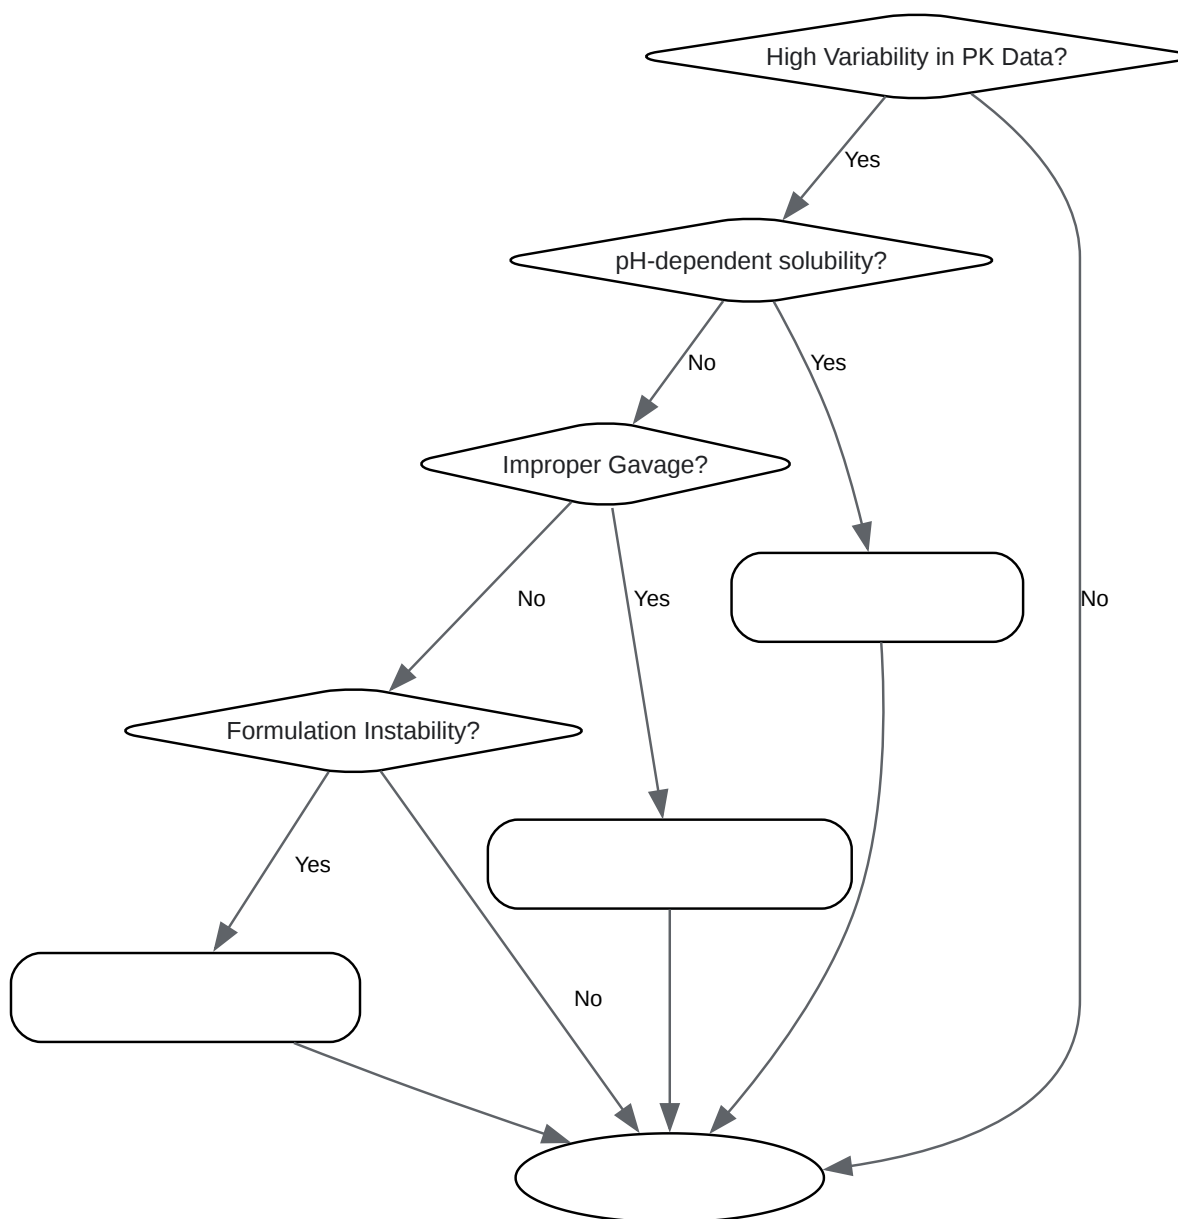 High Variability in PK Data?
Yes
pH-dependent solubility?
No
Yes
Improper Gavage?
No
Yes
No
Formulation Instability?
Yes
No